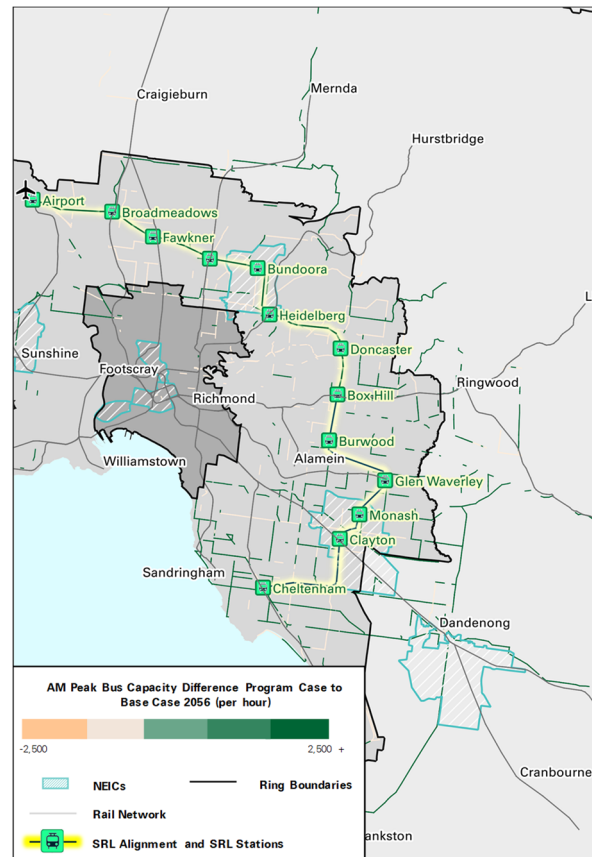 Craigieburn
Mernda
Hurstbridge
Airport
Broadmeadows
Fawkner
Bundoora
Heidelberg
Sunshine
Doncaster
Footscray
Ringwood
Richmond
Box Hill
Burwood
Williamstown
Alamein
Glen Waverley
Monash
Clayton
Sandringham
Cheltenham
Dandenong
AM Peak Bus Capacity Difference Program Case to
Base Case 2056 (per hour)
-2,500
2,500 +
NEICs
Ring Boundaries
Cranbourne
Rail Network
ankston
SRL Alignment and SRL Stations